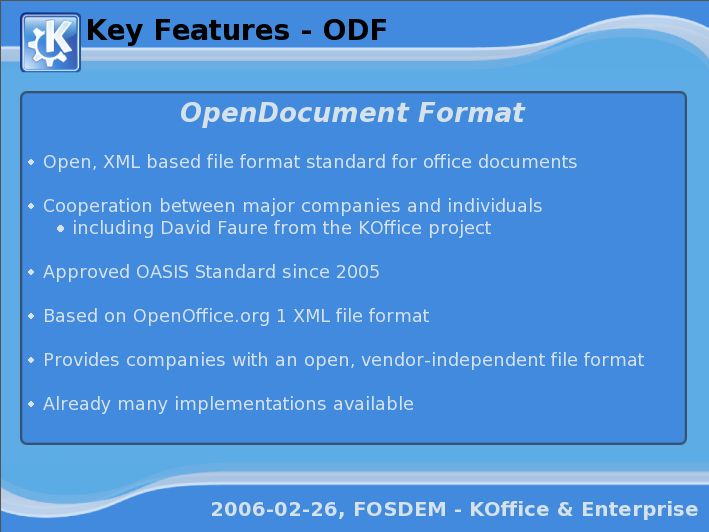 K
Key Features - ODF
OpenDocument Format
Open, XML based file format standard for office documents
Cooperation between major companies and individuals
including David Faure from the KOffice project
Approved OASIS Standard since 2005
Based on OpenOffice.org 1 XML file format
Provides companies with an open, vendor-independent file format
Already many implementations available
2006-02-26, FOSDEM - KOffice & Enterprise